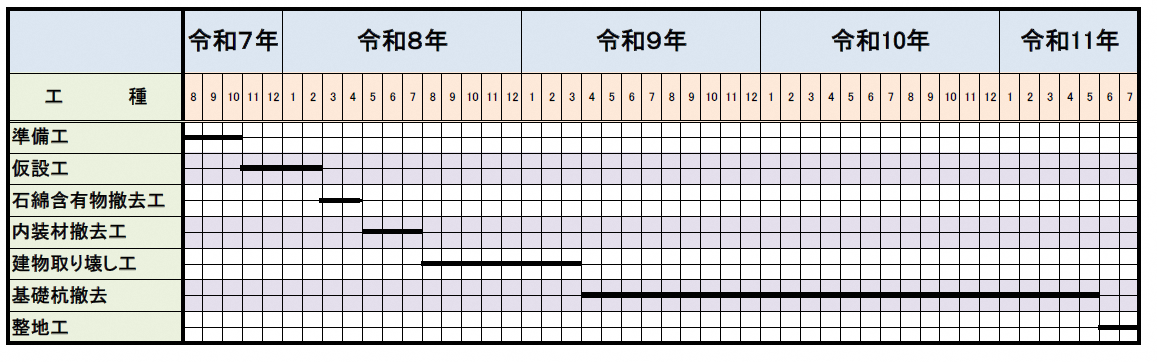 令和7年 令和8年 令和9年 令和10年 令和11年
工 種 8 9 10 11 12 1 2 3 4 5 6 7 8 9 10 11 12 1 2 3 4 5 6 7 8 9 10 11 12 1 2 3 4 5 6 7 8 9 10 11 12 1 2 3 4 5 6 7
準備工
仮設工
石綿含有物撤去工
内装材撤去工
建物取り壊し工
基礎杭撤去
整地工